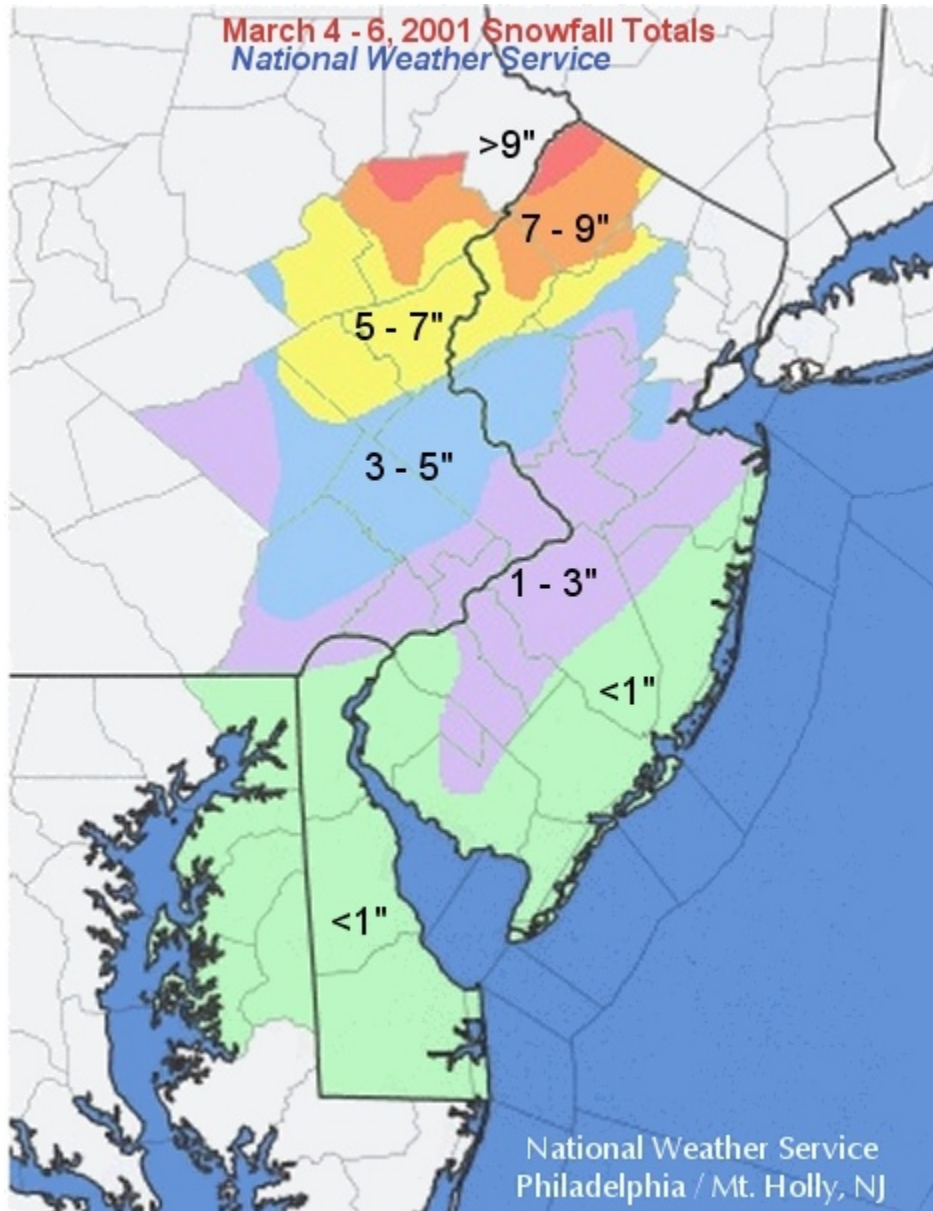 March 4 - 6, 2001 Snowfall Totals
National Weather Service
>9"
7 - 9"
5 - 7"
3 - 5"
1 - 3"
<1"
<1"
National Weather Service
Philadelphia / Mt. Holly, NJ